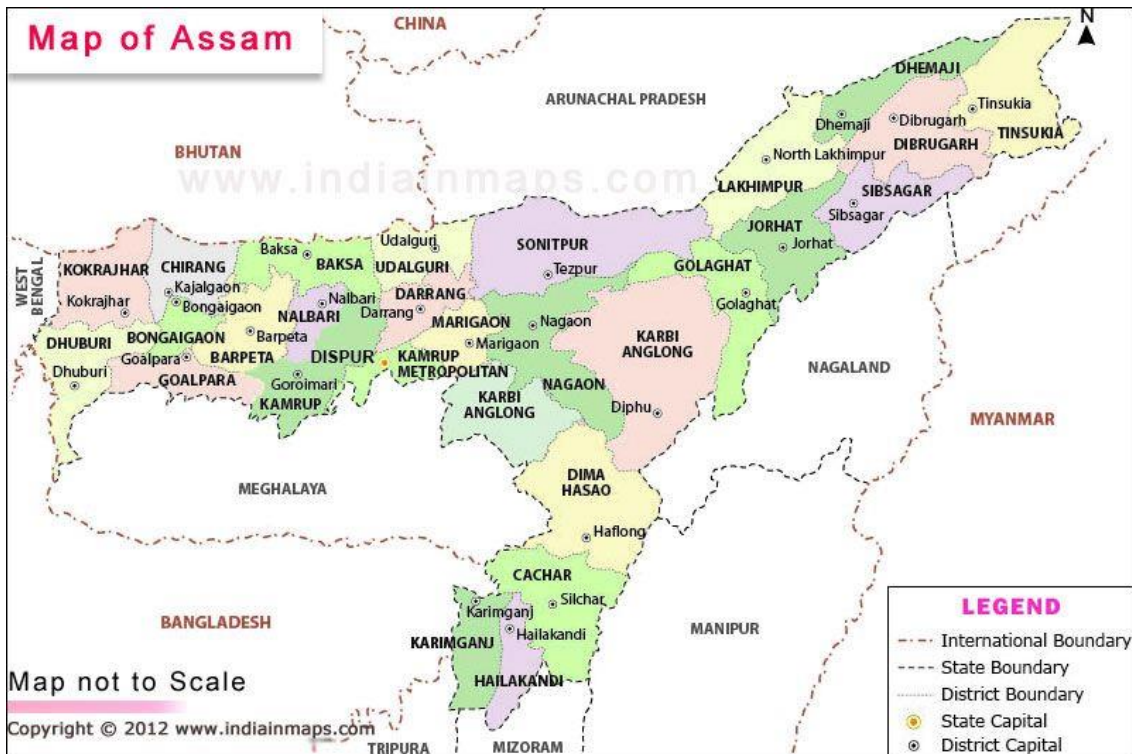 Map of Assam
CHINA
N
DHEMAJI
ARUNACHAL PRADESH
Tinsukia
Dhemaji
Dibrugarh
TINSUKIA
BHUTAN
North Lakhimpur
DIBRUGARH
www.indiainmaps.com
LAKHIMPUR
SIBSAGAR
Sibsagar
JORHAT
Jorhat
Baksa
Udalguri
SONITPUR
WEST
BENGAL
KOKRAJHAR
CHIRANG
BAKSA
UDALGURI
Tezpur
GOLAGHAT
Kajalgaon
Bongaigaon
Kokrajhar
Nalbari
NALBARI
DARRANG
Darrang
Golaghat
MARIGAON
Nagaon
DHUBURI
BONGAIGAON
Barpeta
Marigaon
KARBI
ANGLONG
Goalpara
BARPETA
DISPUR
KAMRUP
METROPOLITAN
NAGALAND
Dhuburi
GOALPARA
Goroimari
KAMRUP
NAGAON
KARBI
ANGLONG
Diphu
MYANMAR
MEGHALAYA
DIMA
HASAO
Haflong
CACHAR
Silchar
Karimganj
BANGLADESH
KARIMGANJ
Hailakandi
MANIPUR
HAILAKANDI
LEGEND
International Boundary
State Boundary
District Boundary
State Capital
District Capital
Map not to Scale
Copyright © 2012 www.indiainmaps.com
TRIPURA
MIZORAM